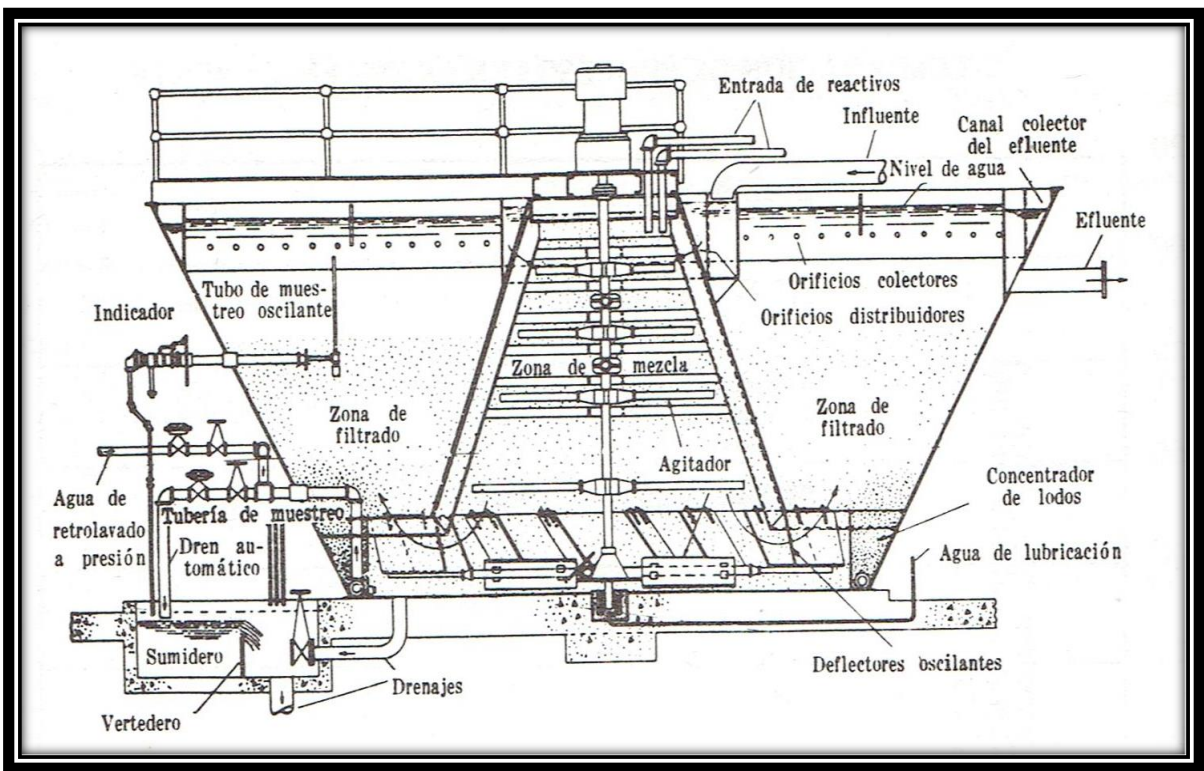 Entrada de reactivos
Influente
Canal colector
del efluente
Nivel de agua
Efluente
Tubo de mues-
treo oscilante
Indicador
Orificios colectores
Orificios distribuidores
Zona de mezcla
Zona de
filtrado
Zona de
filtrado
Agitador
Concentrador
de lodos
Agua de
retrolavado
a presión
Tubería de muestreo
Dren au-
tomático
Agua de lubricación
Sumidero
Deflectores oscilantes
Drenajes
Vertedero